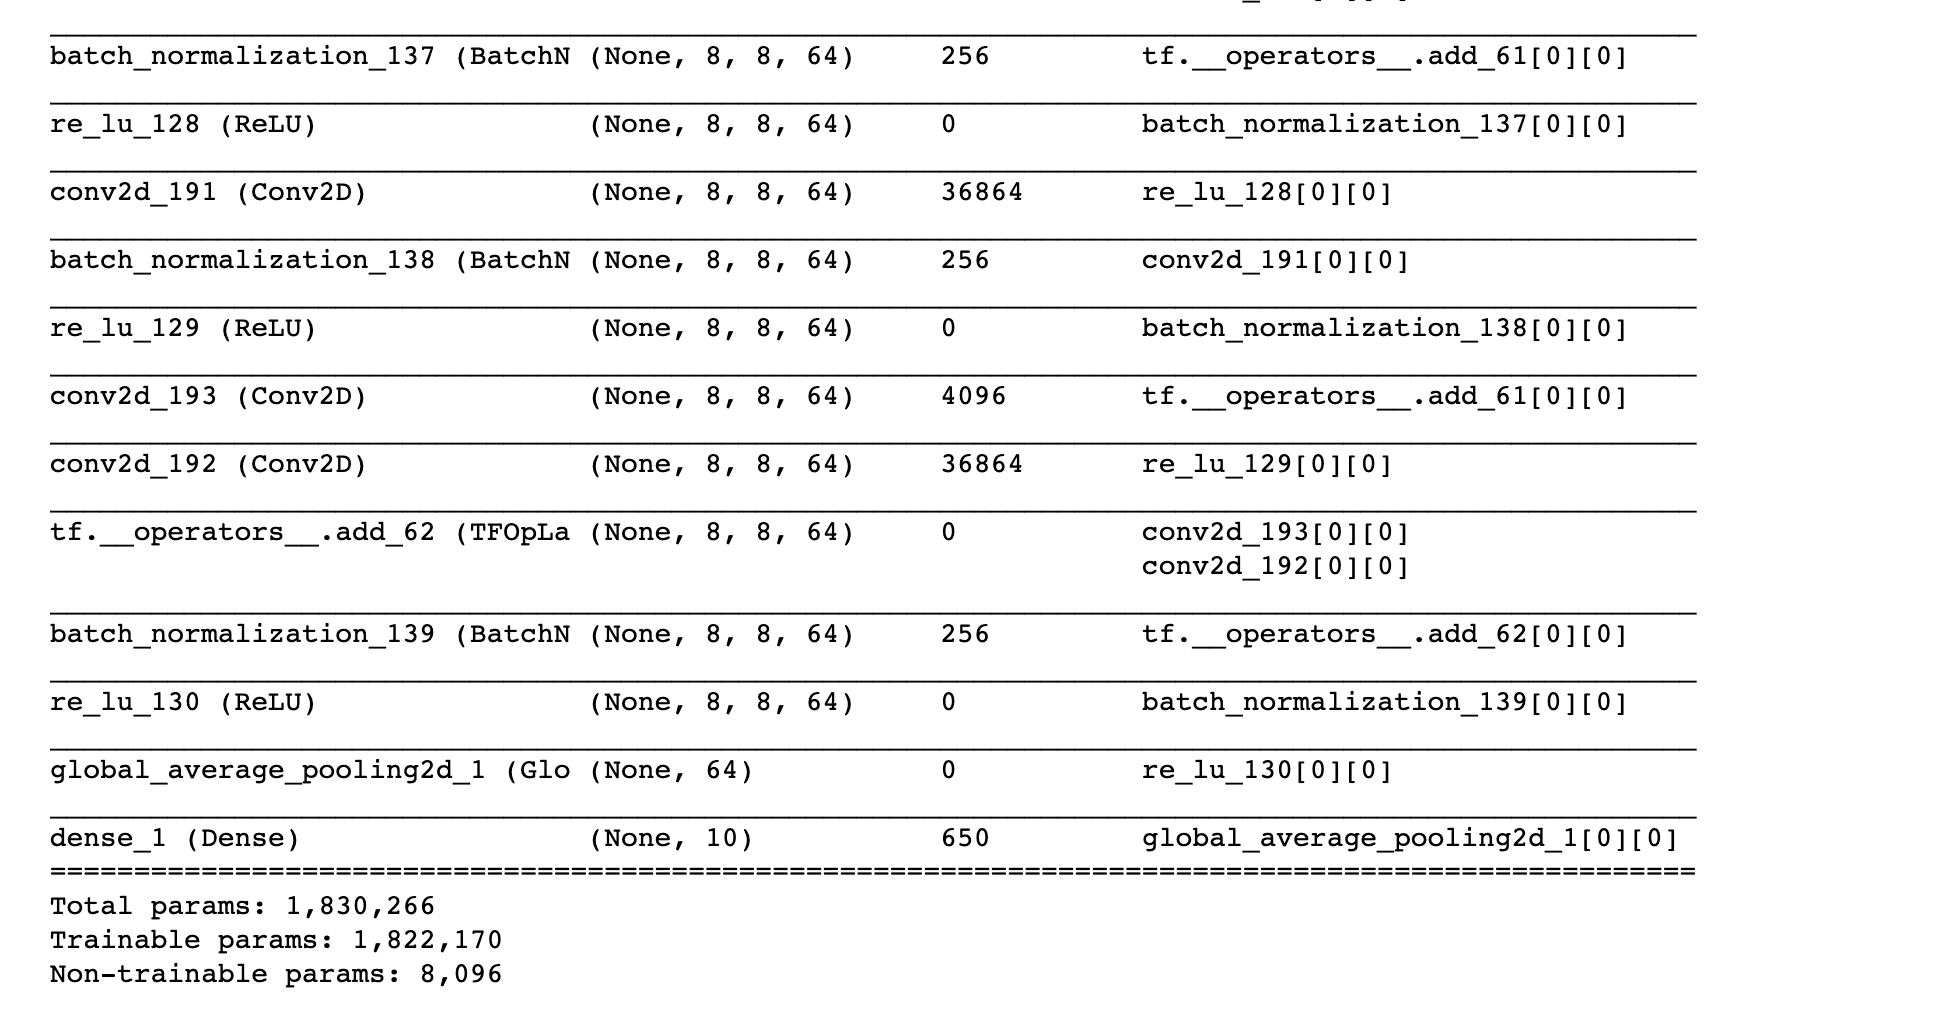 batch_normalization_137 (BatchN (None, 8, 8, 64) 256 tf.__operators__.add_61[0][0]
re_lu_128 (ReLU) (None, 8, 8, 64) 0 batch_normalization_137[0][0]
conv2d_191 (Conv2D) (None, 8, 8, 64) 36864 re_lu_128[0][0]
batch_normalization_138 (BatchN (None, 8, 8, 64) 256 conv2d_191[0][0]
re_lu_129 (ReLU) (None, 8, 8, 64) 0 batch_normalization_138[0][0]
conv2d_193 (Conv2D) (None, 8, 8, 64) 4096 tf.__operators__.add_61[0][0]
conv2d_192 (Conv2D) (None, 8, 8, 64) 36864 re_lu_129[0][0]
tf.__operators__.add_62 (TFOpLa (None, 8, 8, 64) 0 conv2d_193[0][0]
conv2d_192[0][0]
batch_normalization_139 (BatchN (None, 8, 8, 64) 256 tf.__operators__.add_62[0][0]
re_lu_130 (ReLU) (None, 8, 8, 64) 0 batch_normalization_139[0][0]
global_average_pooling2d_1 (Glo (None, 64) 0 re_lu_130[0][0]
dense_1 (Dense) (None, 10) 650 global_average_pooling2d_1[0][0]
Total params: 1,830,266
Trainable params: 1,822,170
Non-trainable params: 8,096